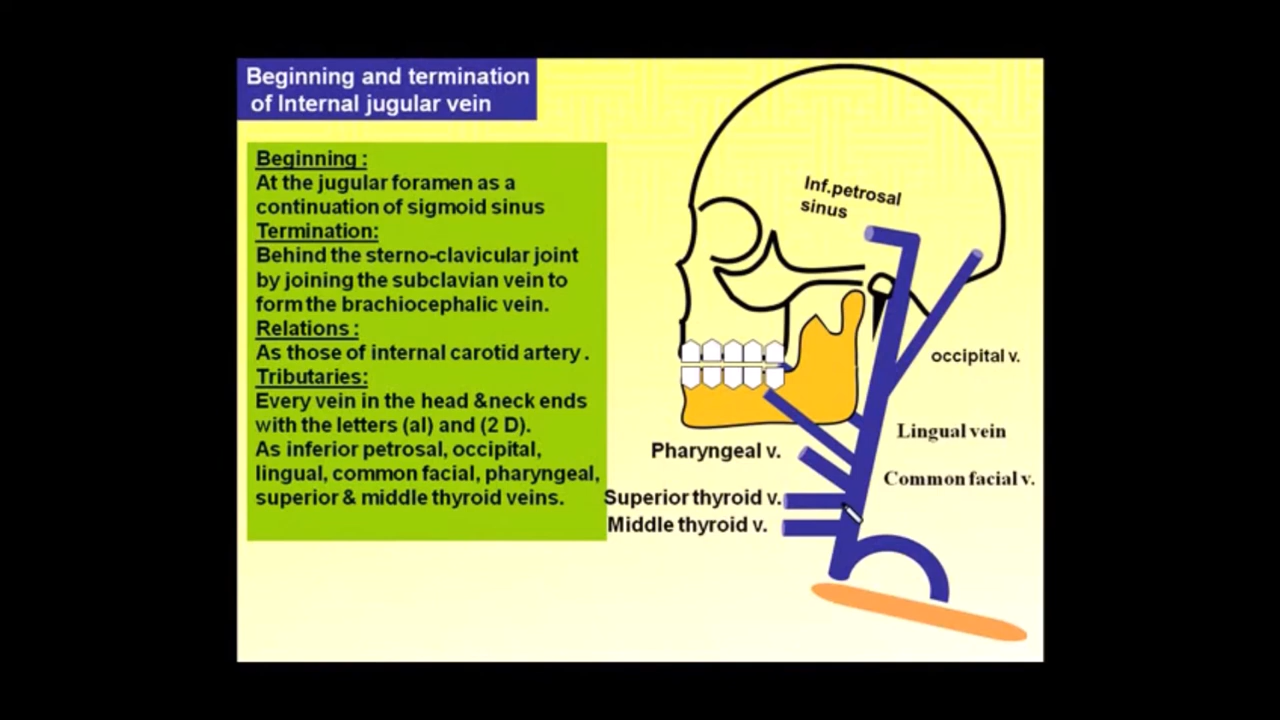 Beginning and termination
of Internal jugular vein
Beginning :
At the jugular foramen as a
continuation of sigmoid sinus
Termination:
Behind the sterno-clavicular joint
by joining the subclavian vein to
form the brachiocephalic vein.
Relations :
As those of internal carotid artery .
Tributaries:
Every vein in the head &neck ends
with the letters (al) and (2 D).
As inferior petrosal, occipital,
lingual, common facial, pharyngeal,
superior & middle thyroid veins.
Inf.petrosal
sinus
occipital v.
Lingual vein
Pharyngeal v.
Common facial v.
Superior thyroid v.
Middle thyroid v.